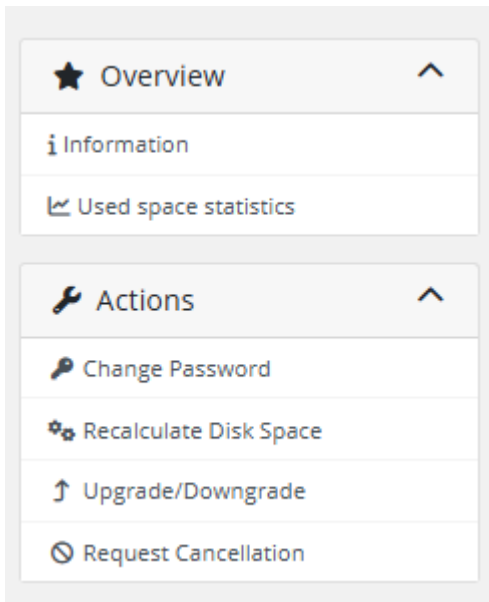 Overview
Information
Used space statistics
Actions
Change Password
Recalculate Disk Space
Upgrade/Downgrade
Request Cancellation